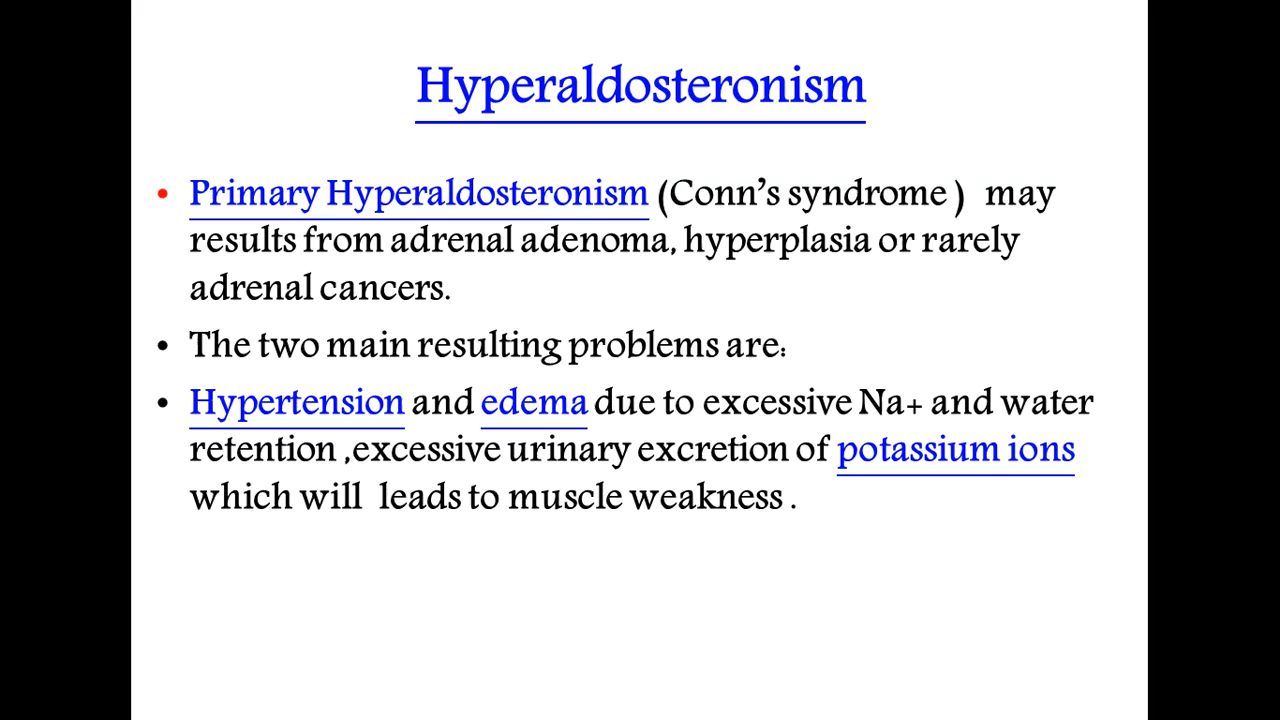 Hyperaldosteronism
• Primary Hyperaldosteronism (Conn’s syndrome ) may
results from adrenal adenoma, hyperplasia or rarely
adrenal cancers.
• The two main resulting problems are:
• Hypertension and edema due to excessive Na+ and water
retention ,excessive urinary excretion of potassium ions
which will leads to muscle weakness .